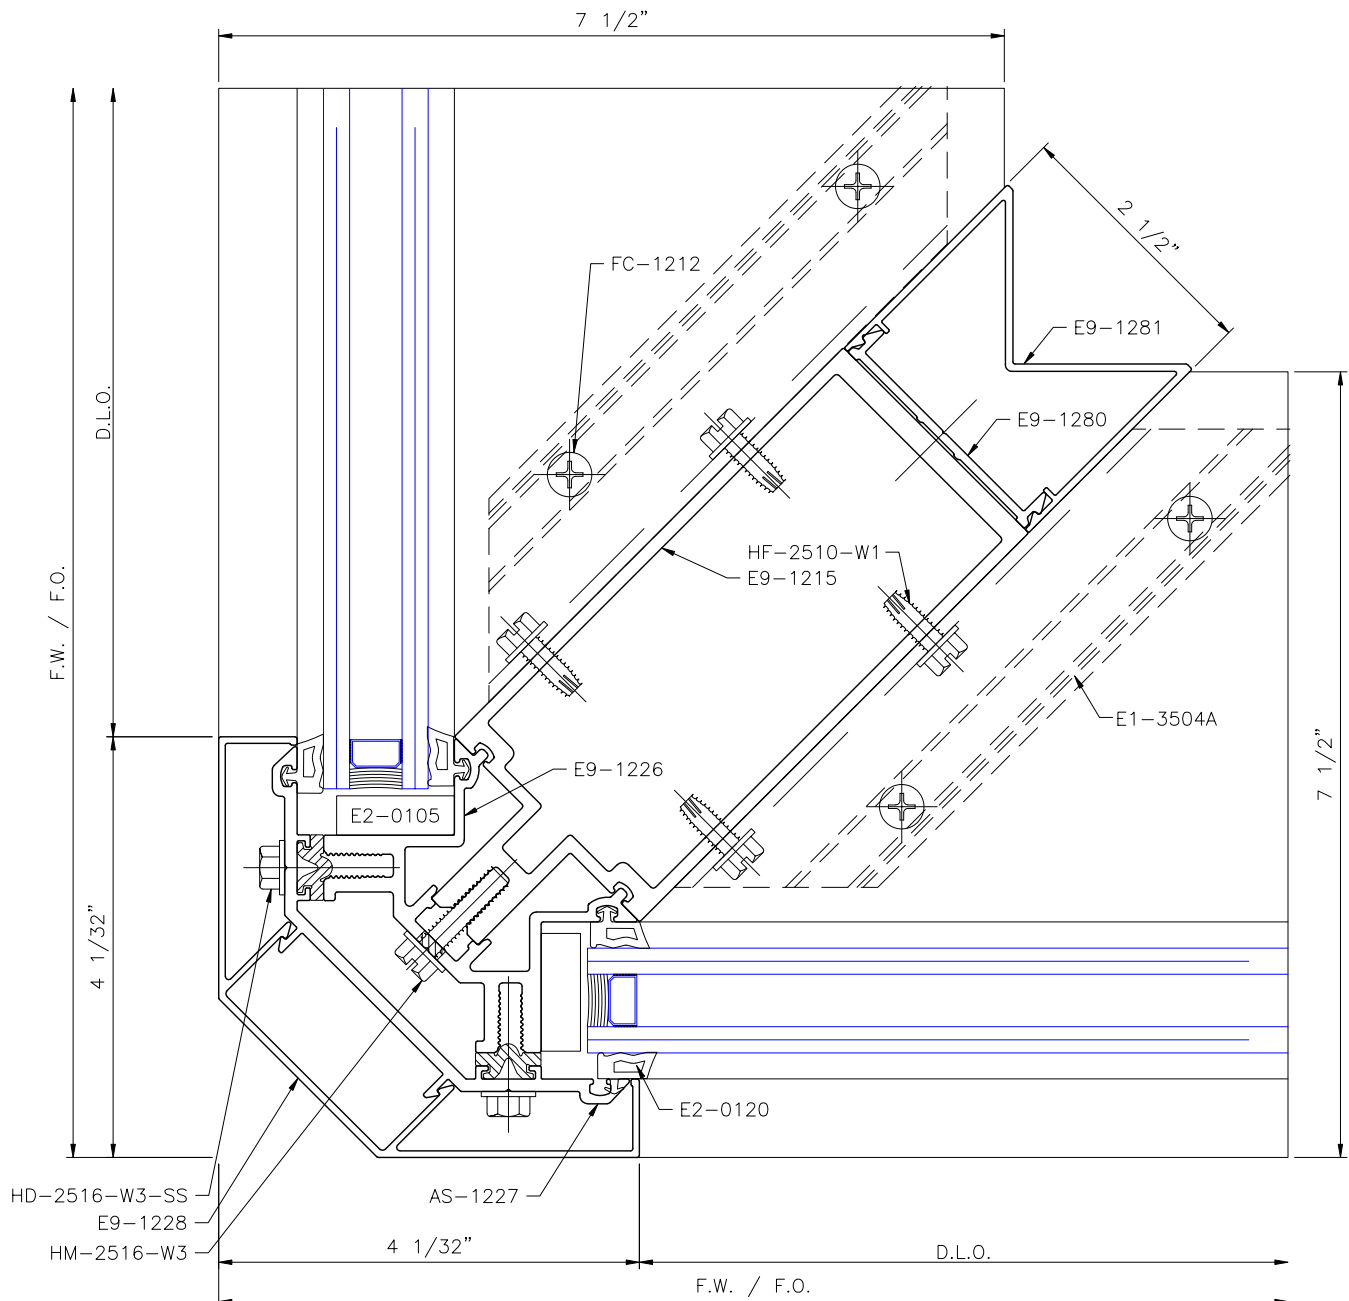 7 1/2”
2 1/2”
FC-1212
E9-1281
D.L.O.
E9-1280
HF-2510-W1
E9-1215
F.W. / F.O.
E1-3504A
7 1/2”
E9-1226
E2-0105
4 1/32”
E2-0120
HD-2516-W3-SS
AS-1227
E9-1228
HM-2516-W3
4 1/32”
D.L.O.
F.W. / F.O.